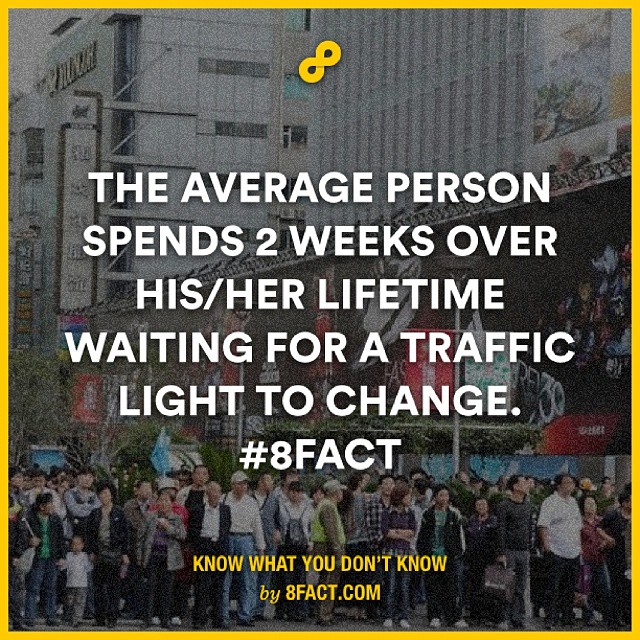 THE AVERAGE PERSON
SPENDS 2 WEEKS OVER
HIS/HER LIFETIME
WAITING FOR A TRAFFIC
LIGHT TO CHANGE.
#8FACT
KNOW WHAT YOU DON'T KNOW
by 8FACT.COM